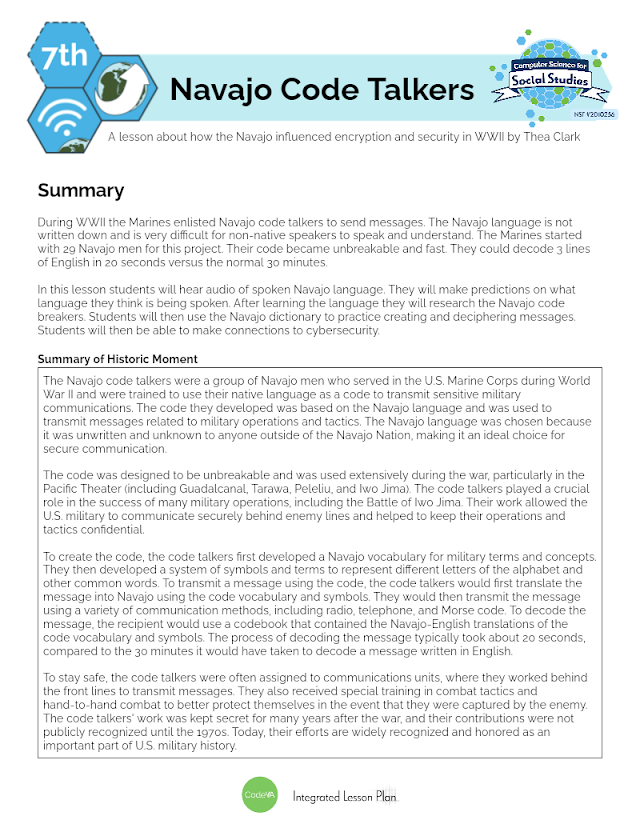 7th
Computer Science for
Social Studies
Navajo Code Talkers
NSF #2010256
A lesson about how the Navajo influenced encryption and security in WWII by Thea Clark
Summary
During WWII the Marines enlisted Navajo code talkers to send messages. The Navajo language is not
written down and is very difficult for non-native speakers to speak and understand. The Marines started
with 29 Navajo men for this project. Their code became unbreakable and fast. They could decode 3 lines
of English in 20 seconds versus the normal 30 minutes.
In this lesson students will hear audio of spoken Navajo language. They will make predictions on what
language they think is being spoken. After learning the language they will research the Navajo code
breakers. Students will then use the Navajo dictionary to practice creating and deciphering messages.
Students will then be able to make connections to cybersecurity.
Summary of Historic Moment
The Navajo code talkers were a group of Navajo men who served in the U.S. Marine Corps during World
War II and were trained to use their native language as a code to transmit sensitive military
communications. The code they developed was based on the Navajo language and was used to
transmit messages related to military operations and tactics. The Navajo language was chosen because
it was unwritten and unknown to anyone outside of the Navajo Nation, making it an ideal choice for
secure communication.
The code was designed to be unbreakable and was used extensively during the war, particularly in the
Pacific Theater (including Guadalcanal, Tarawa, Peleliu, and Iwo Jima). The code talkers played a crucial
role in the success of many military operations, including the Battle of Iwo Jima. Their work allowed the
U.S. military to communicate securely behind enemy lines and helped to keep their operations and
tactics confidential.
To create the code, the code talkers first developed a Navajo vocabulary for military terms and concepts.
They then developed a system of symbols and terms to represent different letters of the alphabet and
other common words. To transmit a message using the code, the code talkers would first translate the
message into Navajo using the code vocabulary and symbols. They would then transmit the message
using a variety of communication methods, including radio, telephone, and Morse code. To decode the
message, the recipient would use a codebook that contained the Navajo-English translations of the
code vocabulary and symbols. The process of decoding the message typically took about 20 seconds,
compared to the 30 minutes it would have taken to decode a message written in English.
To stay safe, the code talkers were often assigned to communications units, where they worked behind
the front lines to transmit messages. They also received special training in combat tactics and
hand-to-hand combat to better protect themselves in the event that they were captured by the enemy.
The code talkers' work was kept secret for many years after the war, and their contributions were not
publicly recognized until the 1970s. Today, their efforts are widely recognized and honored as an
important part of U.S. military history.
CodeVA
Integrated Lesson Plan